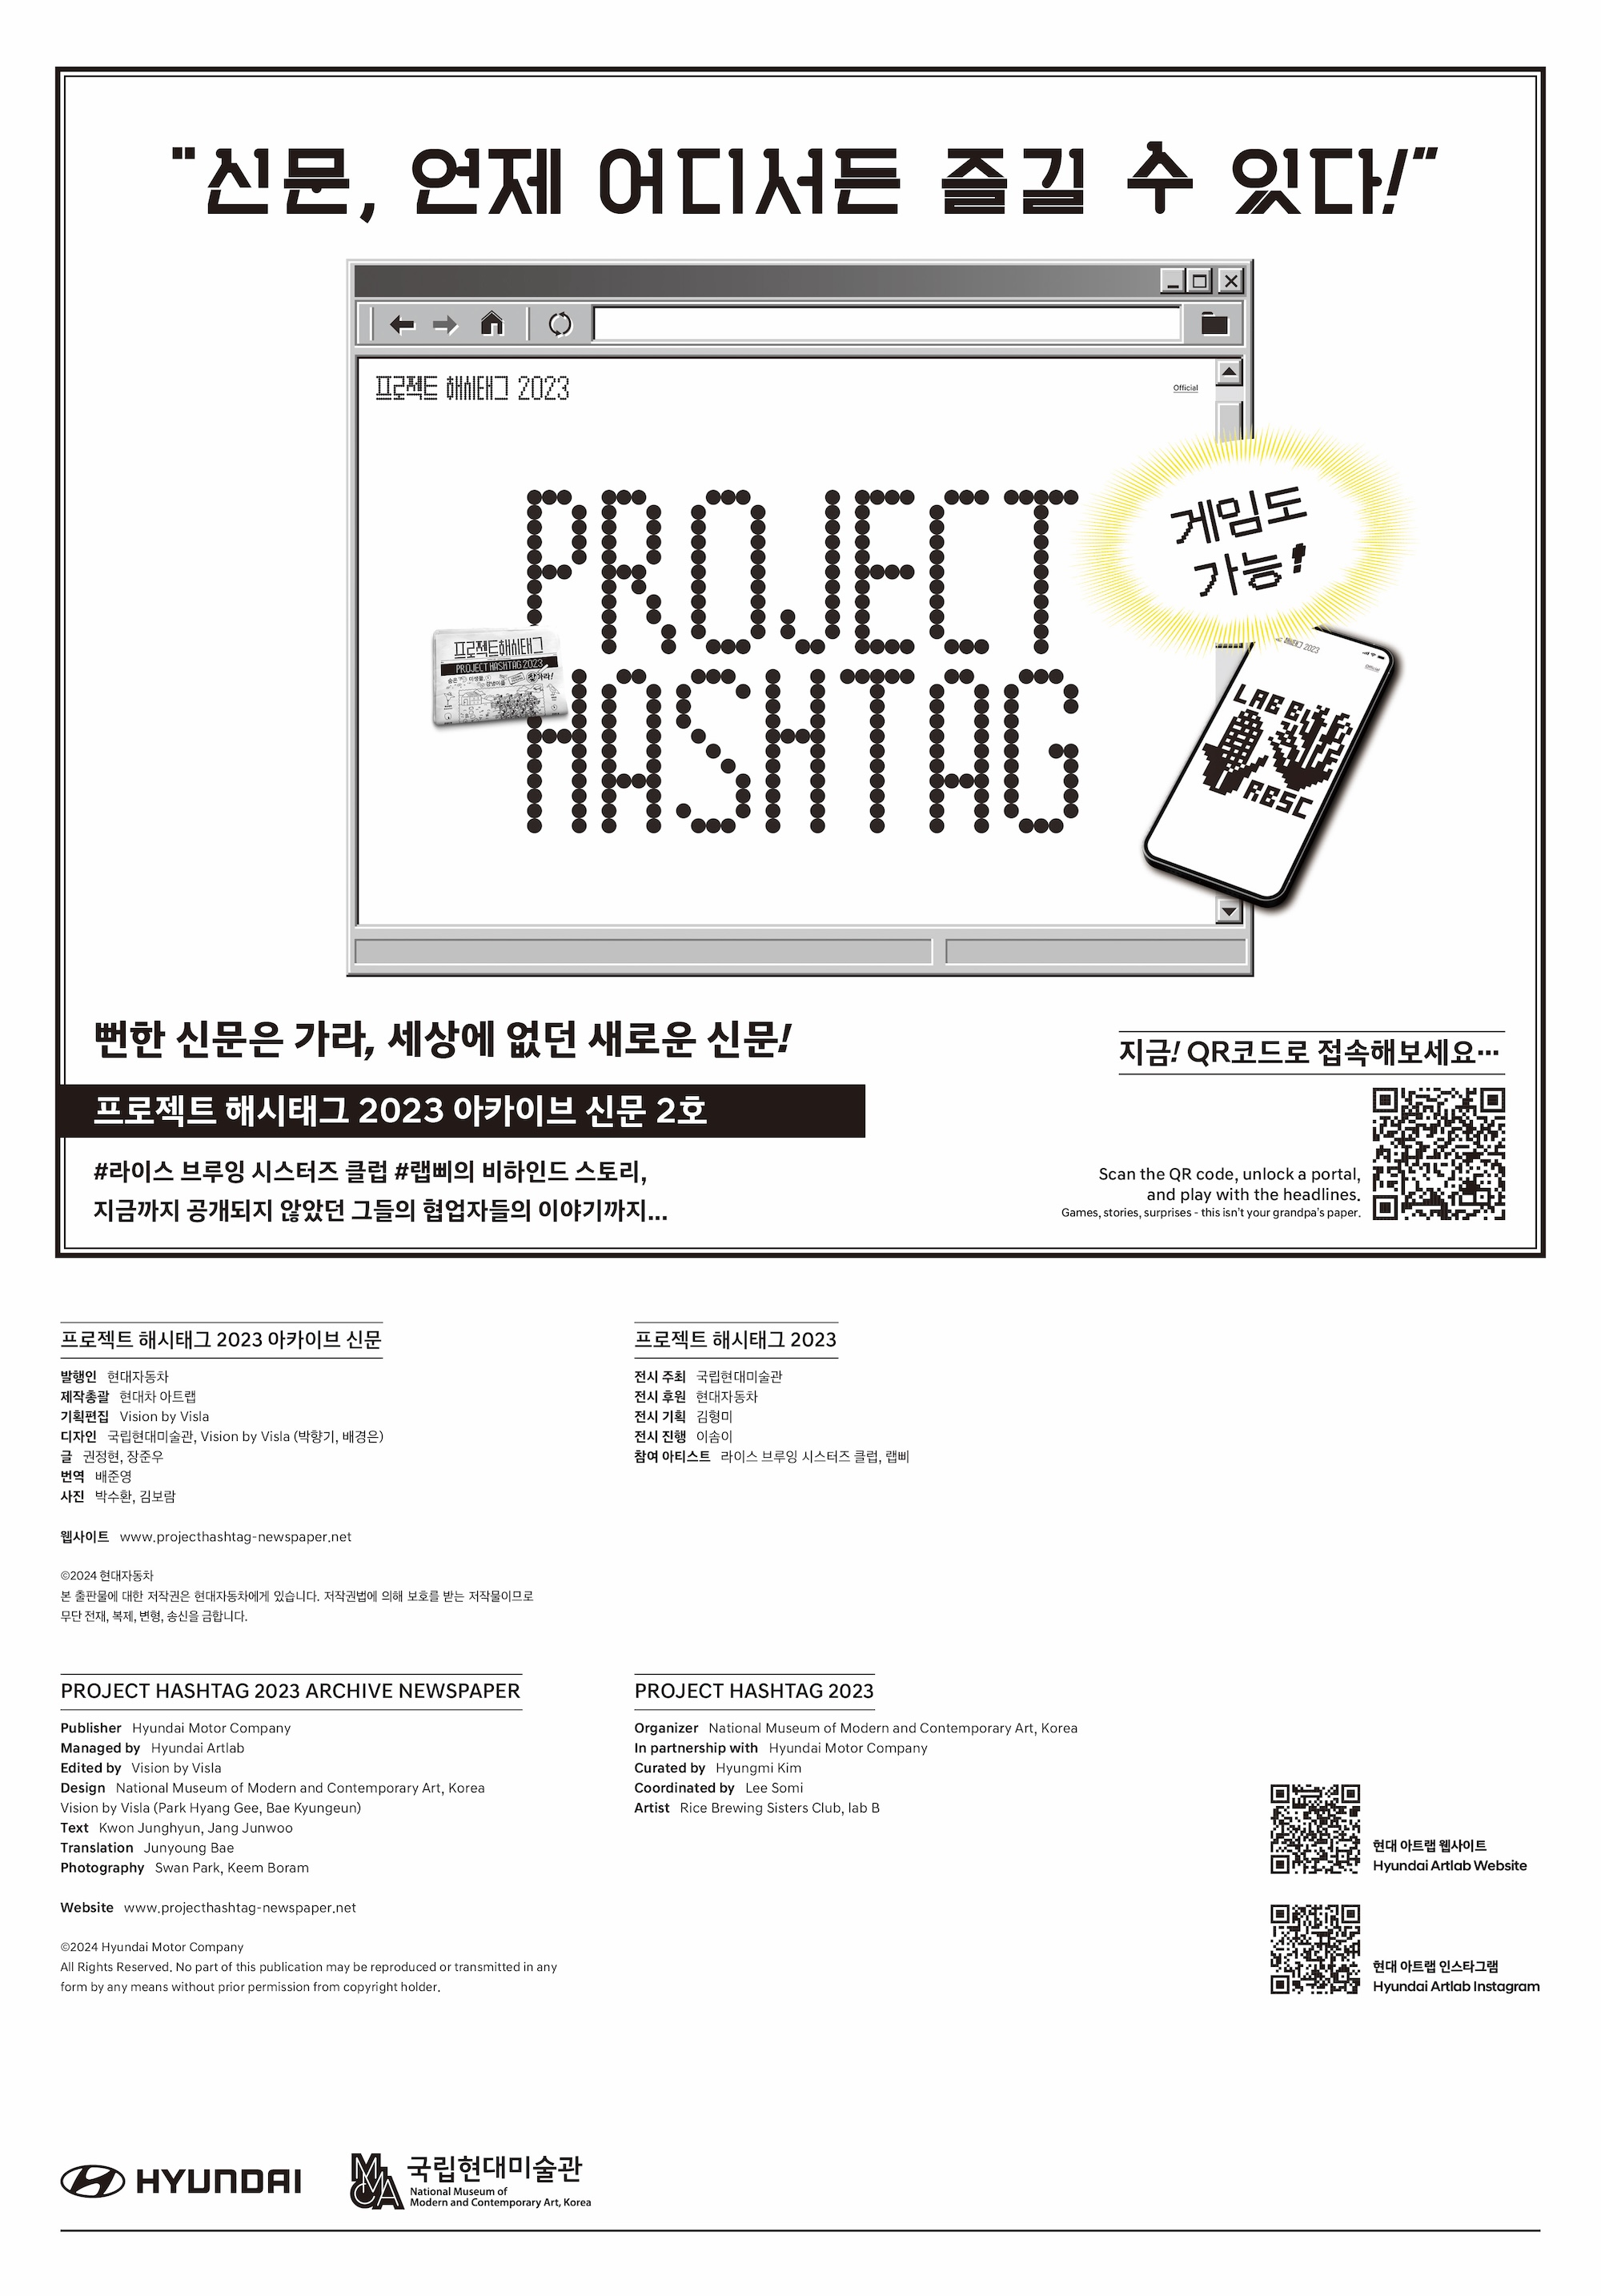 "신문, 언제 어디서든 즐길 수 있다!"
프로젝트 해시태그 2023
Official
PROJECT
HASHTAG
게임도
가능!
프로젝트해시태그
PROJECT HASHTAG 2023
찾가라!
해시태그 2023
Official
LAB B
RBSC
뻔한 신문은 가라, 세상에 없던 새로운 신문!
프로젝트 해시태그 2023 아카이브 신문 2호
#라이스 브루잉 시스터즈 클럽 #랩삐의 비하인드 스토리,
지금까지 공개되지 않았던 그들의 협업자들의 이야기까지...
지금! QR코드로 접속해보세요...
Scan the QR code, unlock a portal,
and play with the headlines.
Games, stories, surprises - this isn't your grandpa's paper.
프로젝트 해시태그 2023 아카이브 신문
발행인 현대자동차
제작총괄 현대차 아트랩
기획편집 Vision by Visla
디자인 국립현대미술관, Vision by Visla (박향기, 배경은)
글 권정현, 장준우
번역 배준영
사진 박수환, 김보람
웹사이트 www.projecthashtag-newspaper.net
©2024 현대자동차
본 출판물에 대한 저작권은 현대자동차에게 있습니다. 저작권법에 의해 보호를 받는 저작물이므로
무단 전재, 복제, 변형, 송신을 금합니다.
프로젝트 해시태그 2023
전시 주최 국립현대미술관
전시 후원 현대자동차
전시 기획 김형미
전시 진행 이솜이
참여 아티스트 라이스 브루잉 시스터즈 클럽, 랩삐
PROJECT HASHTAG 2023 ARCHIVE NEWSPAPER
Publisher Hyundai Motor Company
Managed by Hyundai Artlab
Edited by Vision by Visla
Design National Museum of Modern and Contemporary Art, Korea
Vision by Visla (Park Hyang Gee, Bae Kyungeun)
Text Kwon Junghyun, Jang Junwoo
Translation Junyoung Bae
Photography Swan Park, Keem Boram
Website www.projecthashtag-newspaper.net
©2024 Hyundai Motor Company
All Rights Reserved. No part of this publication may be reproduced or transmitted in any
form by any means without prior permission from copyright holder.
PROJECT HASHTAG 2023
Organizer National Museum of Modern and Contemporary Art, Korea
In partnership with Hyundai Motor Company
Curated by Hyungmi Kim
Coordinated by Lee Somi
Artist Rice Brewing Sisters Club, lab B
현대 아트랩 웹사이트
Hyundai Artlab Website
현대 아트랩 인스타그램
Hyundai Artlab Instagram
HYUNDAI
MMCA
국립현대미술관
National Museum of
Modern and Contemporary Art, Korea